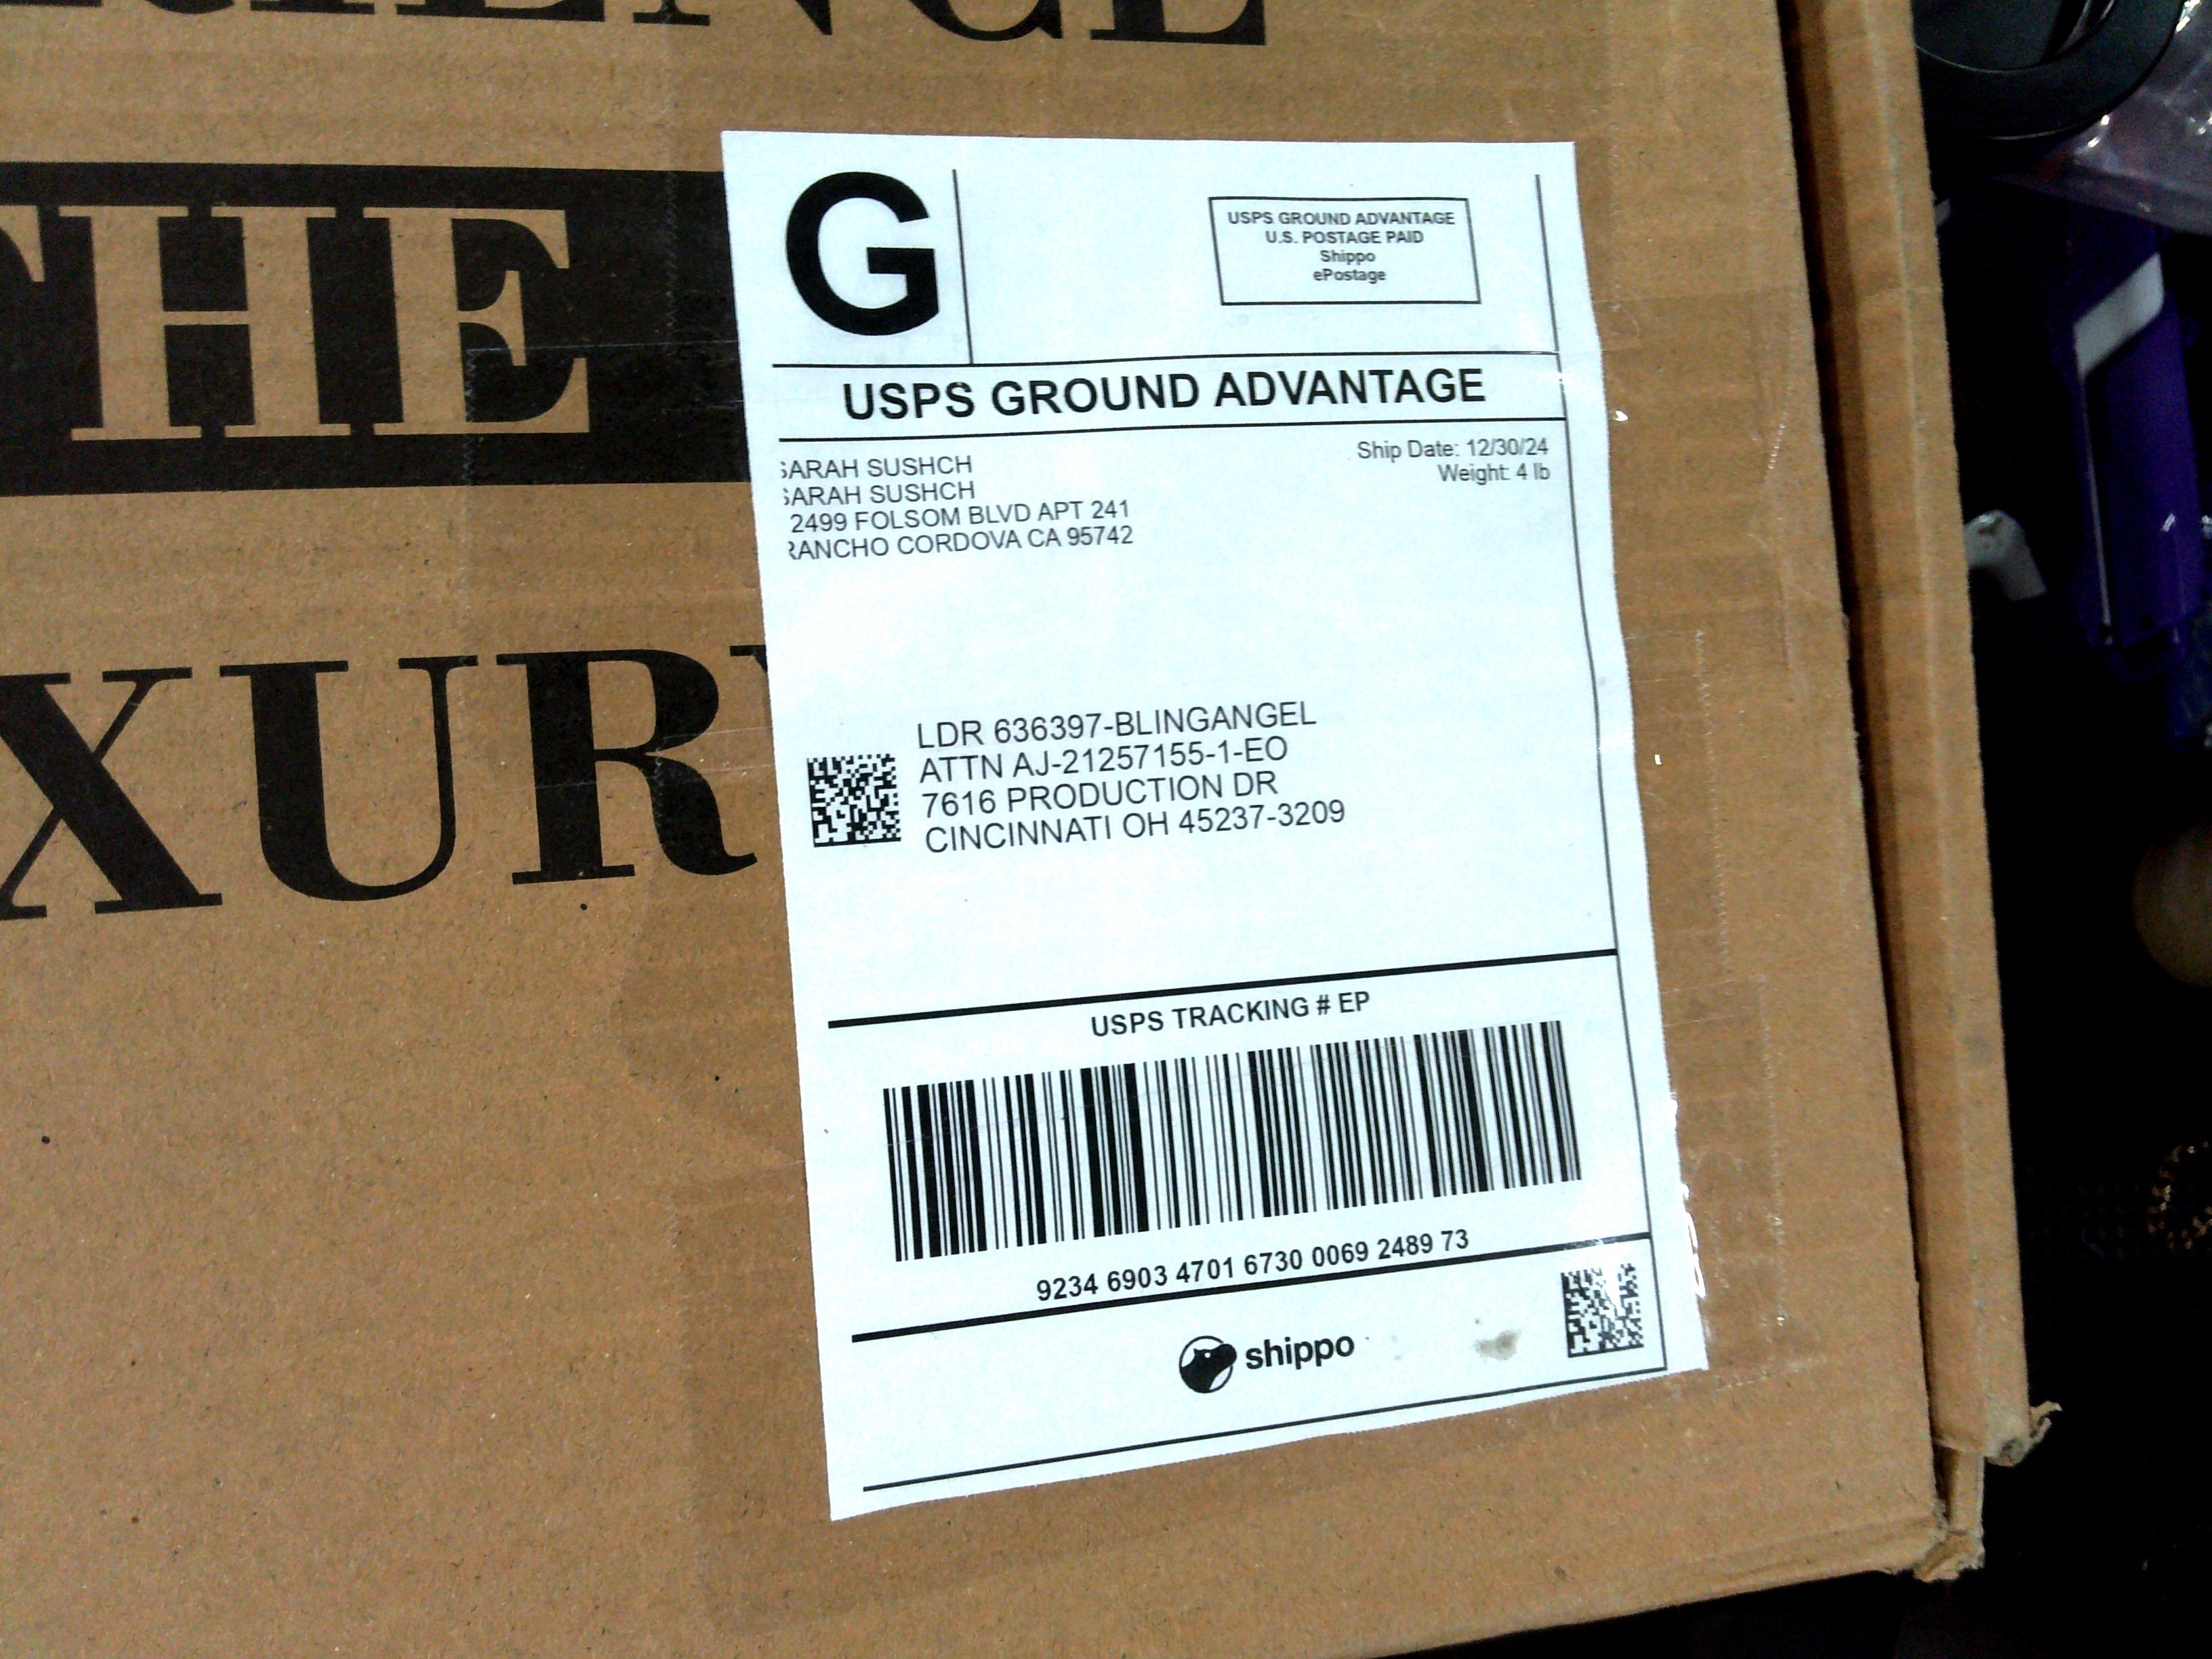 THE
G
USPS GROUND ADVANTAGE
U.S. POSTAGE PAID
Shippo
ePostage
USPS GROUND ADVANTAGE
SARAH SUSHCH
SARAH SUSHCH
2499 FOLSOM BLVD APT 241
RANCHO CORDOVA CA 95742
Ship Date: 12/30/24
Weight: 4 lb
XURY
LDR 636397-BLINGANGEL
ATTN AJ-21257155-1-EO
7616 PRODUCTION DR
CINCINNATI OH 45237-3209
USPS TRACKING # EP
9234 6903 4701 6730 0069 2489 73
shippo